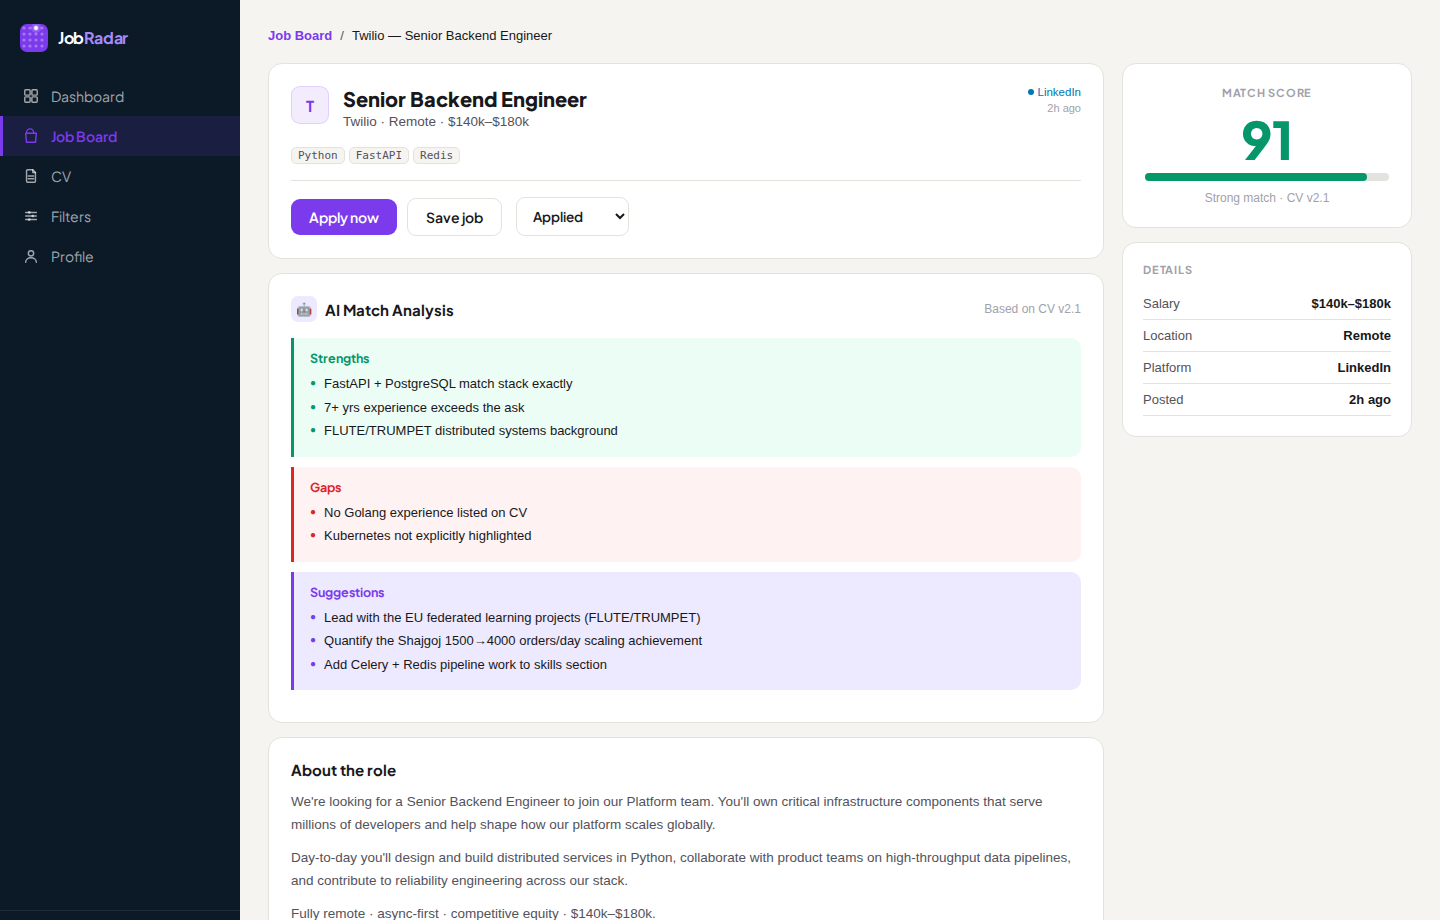 JobRadar
Dashboard
Job Board
CV
Filters
Profile
Job Board / Twilio — Senior Backend Engineer
T
Senior Backend Engineer
Twilio · Remote · $140k–$180k
LinkedIn
2h ago
Python FastAPI Redis
Apply now Save job Applied
AI Match Analysis
Based on CV v2.1
Strengths
FastAPI + PostgreSQL match stack exactly
7+ yrs experience exceeds the ask
FLUTE/TRUMPET distributed systems background
Gaps
No Golang experience listed on CV
Kubernetes not explicitly highlighted
Suggestions
Lead with the EU federated learning projects (FLUTE/TRUMPET)
Quantify the Shajgoj 1500→4000 orders/day scaling achievement
Add Celery + Redis pipeline work to skills section
About the role
We're looking for a Senior Backend Engineer to join our Platform team. You'll own critical infrastructure components that serve
millions of developers and help shape how our platform scales globally.
Day-to-day you'll design and build distributed services in Python, collaborate with product teams on high-throughput data pipelines,
and contribute to reliability engineering across our stack.
Fully remote · async-first · competitive equity · $140k–$180k.
MATCH SCORE
91
Strong match · CV v2.1
DETAILS
Salary $140k–$180k
Location Remote
Platform LinkedIn
Posted 2h ago